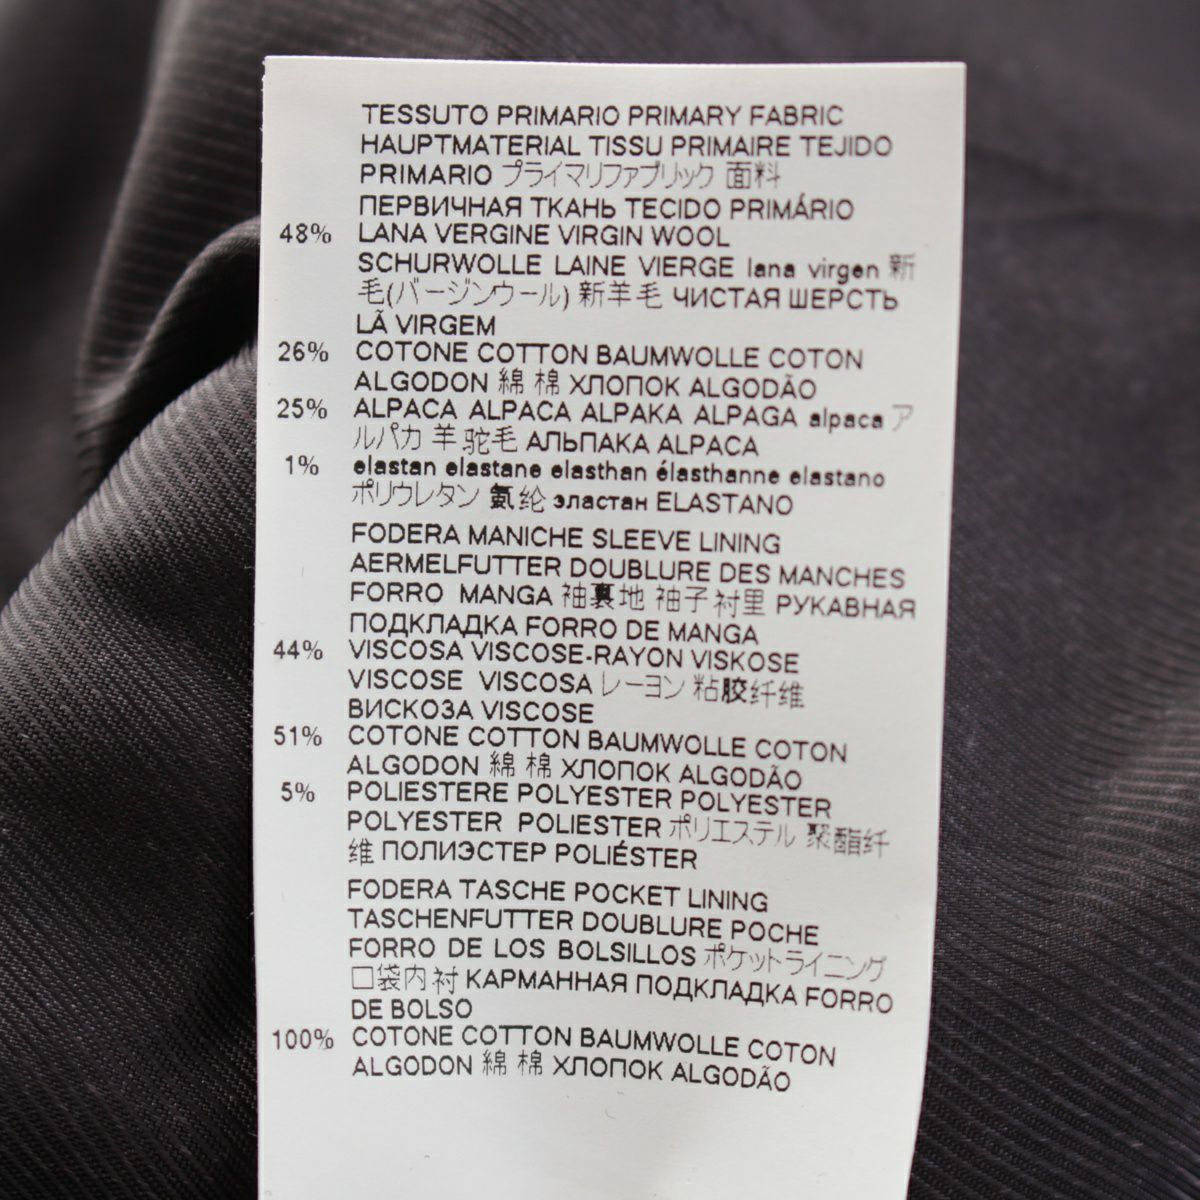 TESSUTO PRIMARIO PRIMARY FABRIC
HAUPTMATERIAL TISSU PRIMAIRE TEJIDO
PRIMARIO プライマリファブリック 面料
ПЕРВИЧНАЯ ТКАНЬ TECIDO PRIMÁRIO
48% LANA VERGINE VIRGIN WOOL
SCHURWOLLE LAINE VIERGE lana virgen 新
毛(バージンウール) 新羊毛 ЧИСТАЯ ШЕРСТЬ
LÃ VIRGEM
26% COTONE COTTON BAUMWOLLE COTON
ALGODON 綿 棉 ХЛОПОК ALGODÃO
25% ALPACA ALPACA ALPAKA ALPAGA alpaca ア
ルパカ 羊驼毛 АЛЬПАКА ALPACA
1% elastan elastane elasthan élasthanne elastano
ポリウレタン 氨纶 эластан ELASTANO
FODERA MANICHE SLEEVE LINING
AERMELFUTTER DOUBLURE DES MANCHES
FORRO MANGA 袖裏地 袖子衬里 РУКАВНАЯ
ПОДКЛАДКА FORRO DE MANGA
44% VISCOSA VISCOSE-RAYON VISKOSE
VISCOSE VISCOSA レーヨン 粘胶纤维
ВИСКОЗА VISCOSE
51% COTONE COTTON BAUMWOLLE COTON
ALGODON 綿 棉 ХЛОПОК ALGODÃO
5% POLIESTERE POLYESTER POLYESTER
POLYESTER POLIESTER ポリエステル 聚酯纤
维 ПОЛИЭСТЕР POLIÉSTER
FODERA TASCHE POCKET LINING
TASCHENFUTTER DOUBLURE POCHE
FORRO DE LOS BOLSILLOS ポケットライニング
口袋内衬 КАРМАННАЯ ПОДКЛАДКА FORRO
DE BOLSO
100% COTONE COTTON BAUMWOLLE COTON
ALGODON 綿 棉 ХЛОПОК ALGODÃO